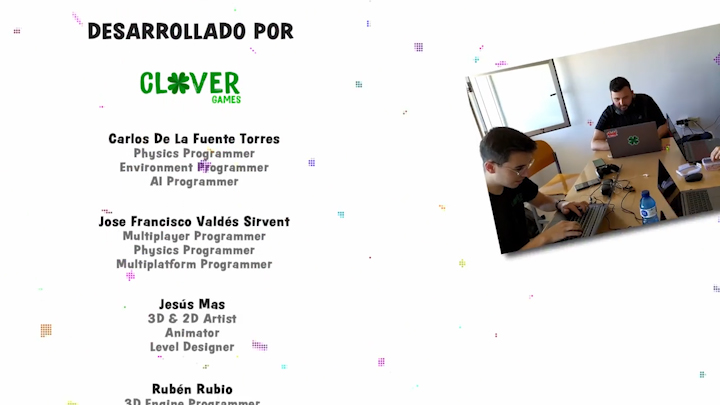 DESARROLLADO POR
CLOVER
GAMES
Carlos De La Fuente Torres
Physics Programmer
Environment Programmer
AI Programmer
Jose Francisco Valdés Sirvent
Multiplayer Programmer
Physics Programmer
Multiplatform Programmer
Jesús Mas
3D & 2D Artist
Animator
Level Designer
Rubén Rubio
3D Engine Programmer